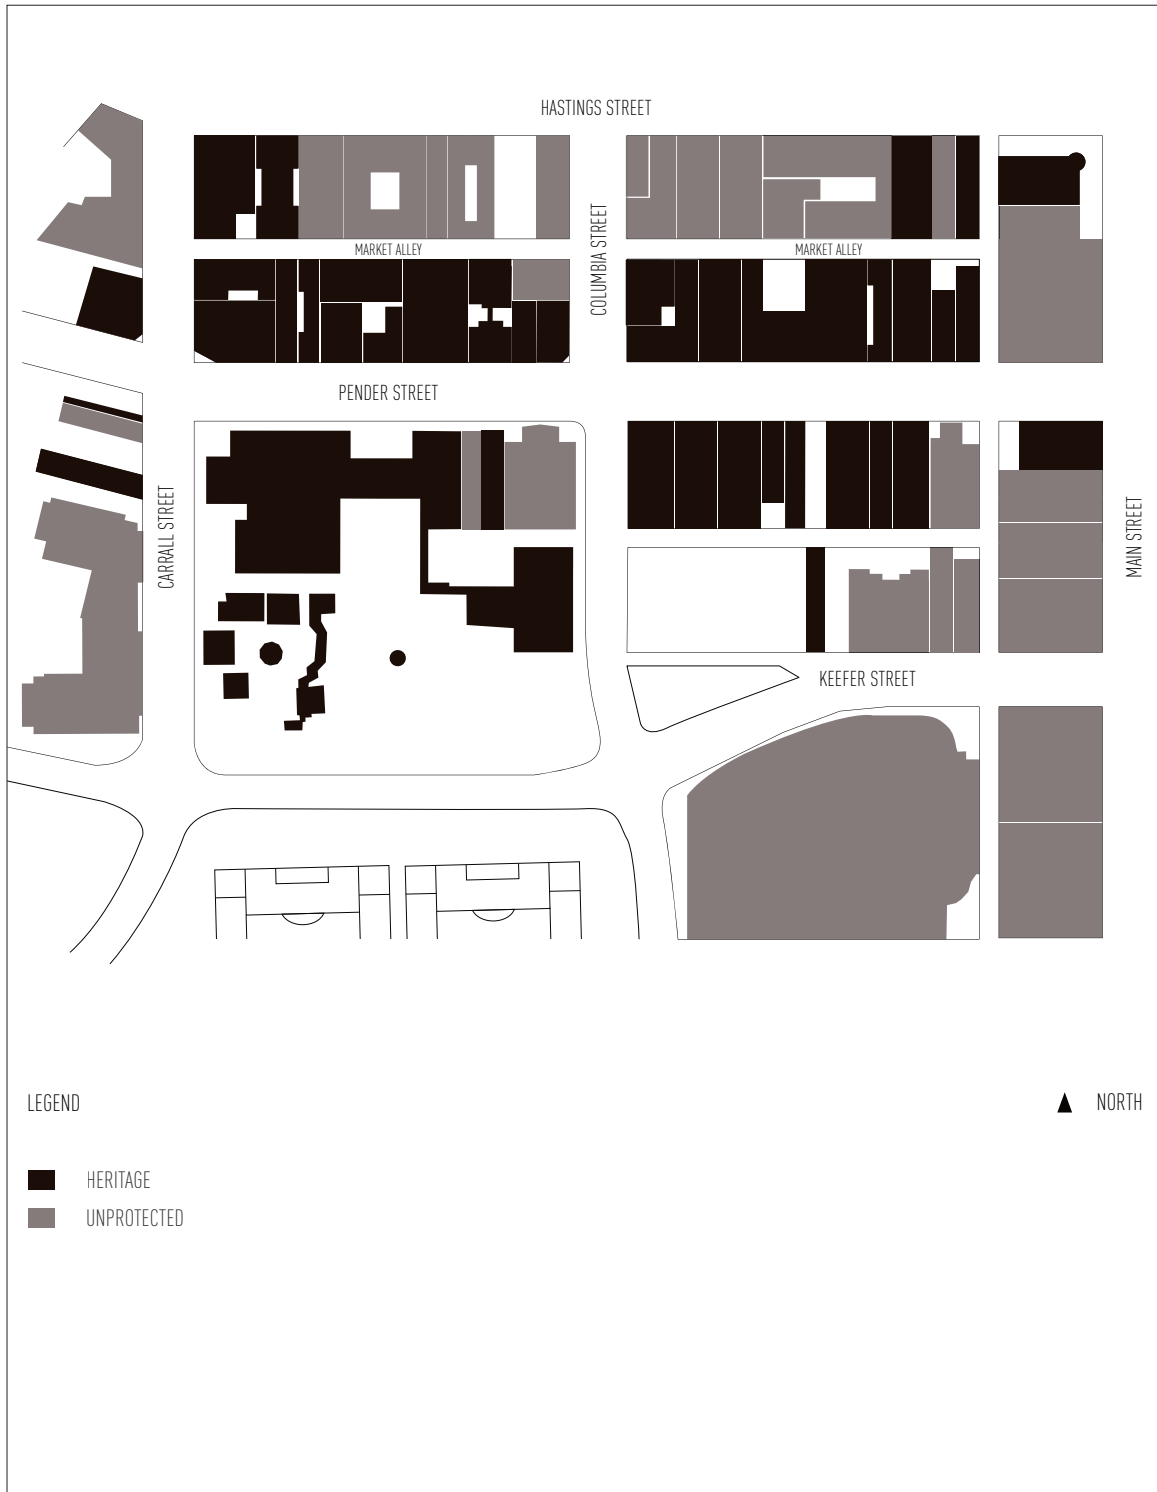 HASTINGS STREET
MARKET ALLEY
COLUMBIA STREET
MARKET ALLEY
PENDER STREET
CARRALL STREET
MAIN STREET
KEEFER STREET
LEGEND
NORTH
HERITAGE
UNPROTECTED